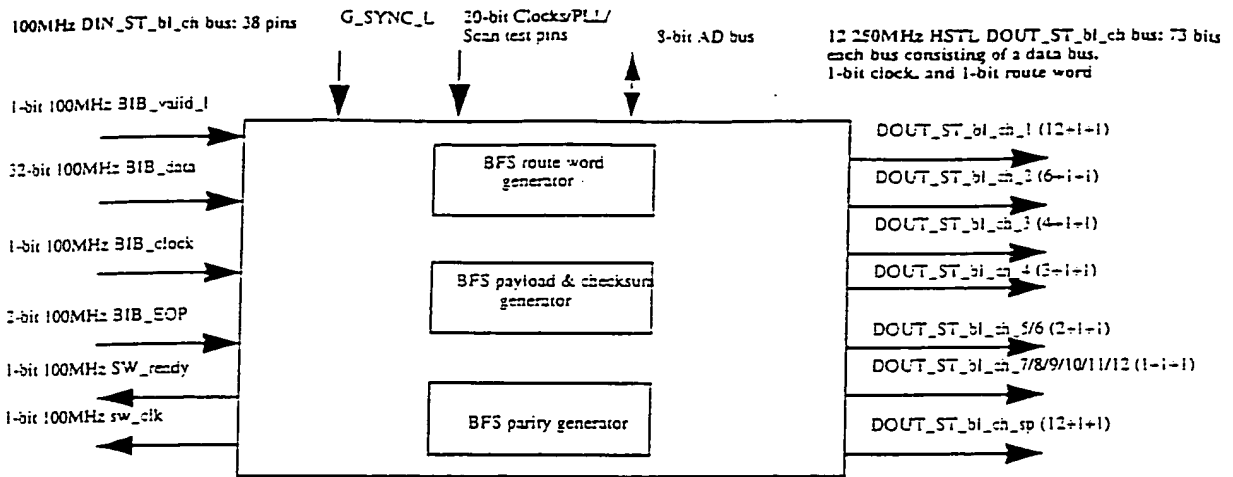 100MHz DIN_ST_bl_ch bus: 38 pins
G_SYNC_L
20-bit Clocks/PLL/
Scan test pins
8-bit AD bus
12 250MHz HSTL DOUT_ST_bl_ch bus: 73 bits
each bus consisting of a data bus,
1-bit clock, and 1-bit route word
1-bit 100MHz BIB_valid_l
32-bit 100MHz BIB_data
1-bit 100MHz BIB_clock
2-bit 100MHz BIB_EOP
1-bit 100MHz SW_ready
1-bit 100MHz sw_clk
BFS route word
generator
BFS payload & checksum
generator
BFS parity generator
DOUT_ST_bl_ch_1 (12+1+1)
DOUT_ST_bl_ch_2 (6+1+1)
DOUT_ST_bl_ch_3 (4+1+1)
DOUT_ST_bl_ch_4 (3+1+1)
DOUT_ST_bl_ch_5/6 (2+1+1)
DOUT_ST_bl_ch_7/8/9/10/11/12 (1+1+1)
DOUT_ST_bl_ch_sp (12+1+1)